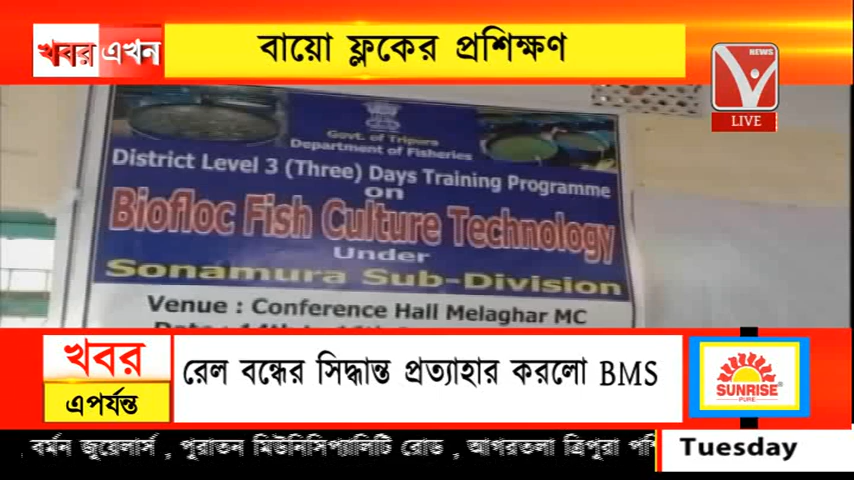 খবর এখন
বায়ো ফ্লকের প্রশিক্ষণ
NEWS
V
LIVE
Govt. of Tripura
Department of Fisheries
District Level 3 (Three) Days Training Programme
on
Biofloc Fish Culture Technology
Under
Sonamura Sub-Division
Venue : Conference Hall Melaghar MC
খবর
এপর্যন্ত
রেল বন্ধের সিদ্ধান্ত প্রত্যাহার করলো BMS
SUNRISE
PURE
, বর্মন জুয়েলার্স , পুরাতন মিউনিসিপ্যালিটি রোড , আগরতলা ত্রিপুরা
Tuesday